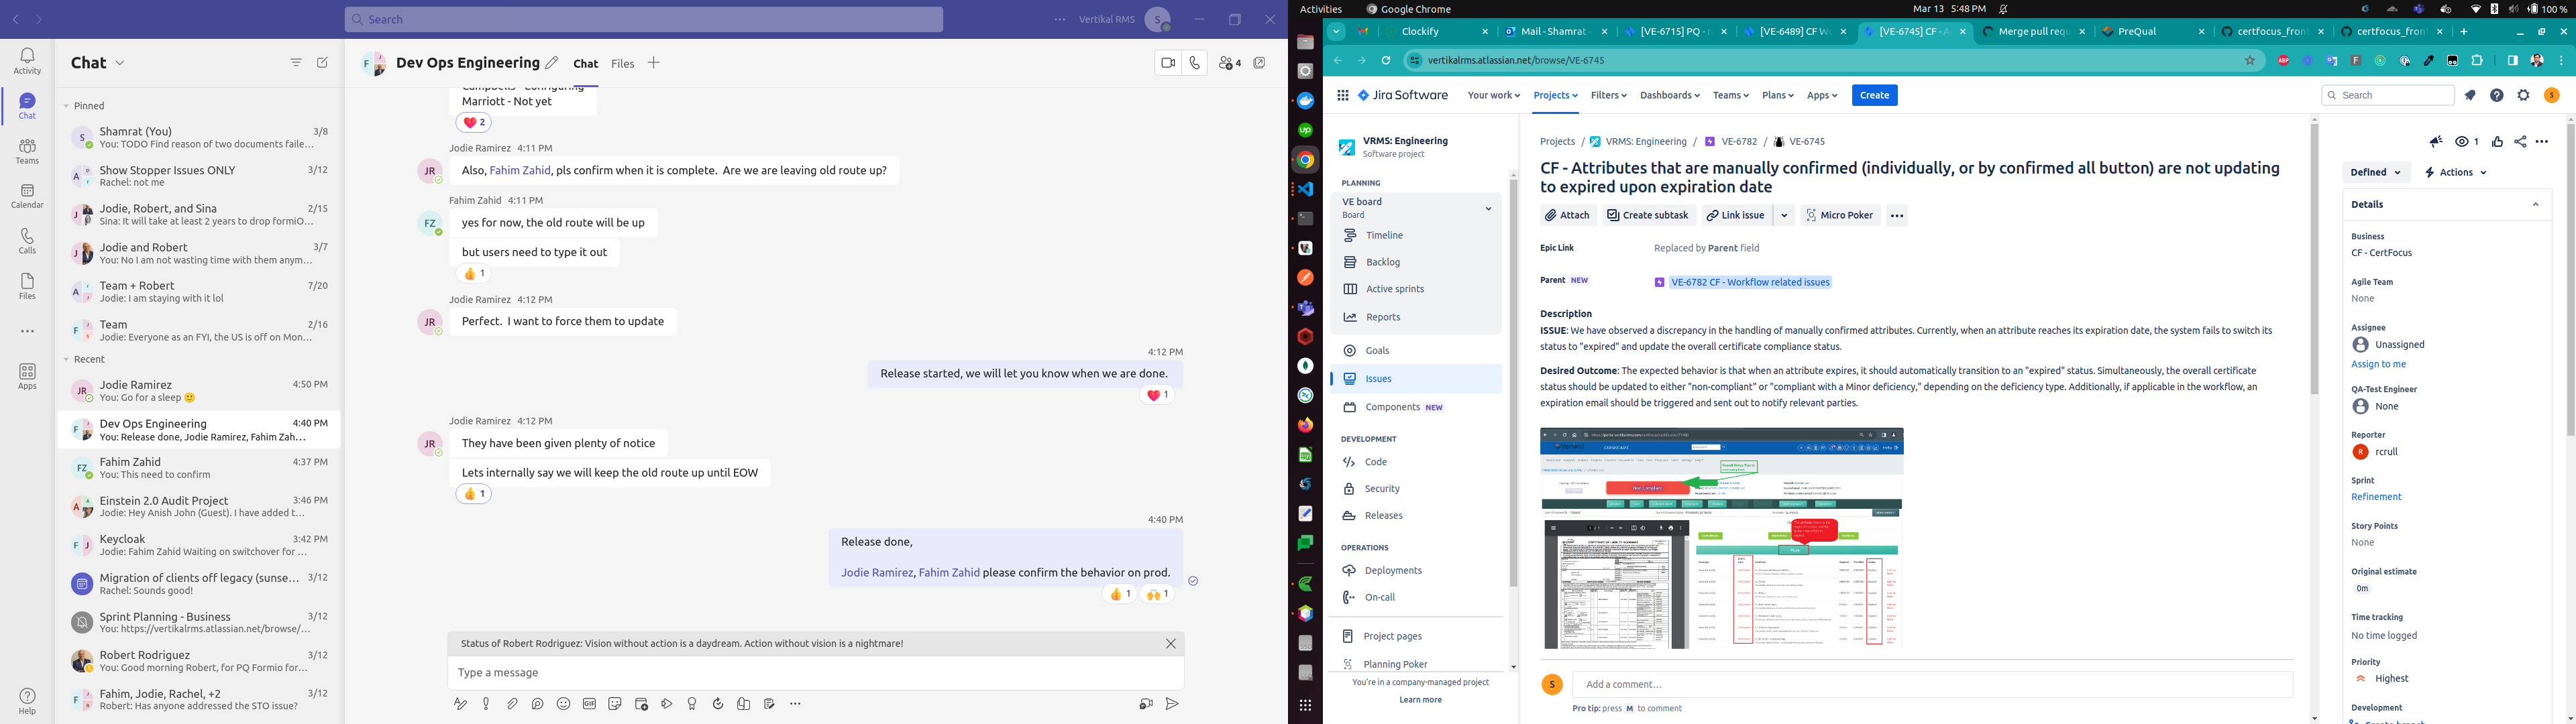 Search
Vertikal RMS
S
Activity
Chat
Teams
Calendar
Calls
Files
Apps
Help
Chat
Pinned
Shamrat (You) 3/8
You: TODO Find reason of two documents faile...
Show Stopper Issues ONLY 3/12
Rachel: not me
Jodie, Robert, and Sina 2/15
Sina: It will take at least 2 years to drop formiO...
Jodie and Robert 3/7
You: No I am not wasting time with them anym...
Team + Robert 7/20
Jodie: I am staying with it lol
Team 2/16
Jodie: Everyone as an FYI, the US is off on Mon...
Recent
Jodie Ramirez 4:50 PM
You: Go for a sleep 🙂
Dev Ops Engineering 4:40 PM
You: Release done, Jodie Ramirez, Fahim Zah...
Fahim Zahid 4:37 PM
You: This need to confirm
Einstein 2.0 Audit Project 3:46 PM
Jodie: Hey Anish John (Guest). I have added t...
Keycloak 3:42 PM
Jodie: Fahim Zahid Waiting on switchover for ...
Migration of clients off legacy (sunse... 3/12
Rachel: Sounds good!
Sprint Planning - Business 3/12
You: https://vertikalrms.atlassian.net/browse/...
Robert Rodriguez 3/12
You: Good morning Robert, for PQ Formio for...
Fahim, Jodie, Rachel, +2 3/12
Robert: Has anyone addressed the STO issue?
Dev Ops Engineering Chat Files 4
Campbells - Configuring
Marriott - Not yet
2
Jodie Ramirez 4:11 PM
JR
Also, Fahim Zahid, pls confirm when it is complete. Are we are leaving old route up?
Fahim Zahid 4:11 PM
FZ
yes for now, the old route will be up
but users need to type it out
1
Jodie Ramirez 4:12 PM
JR
Perfect. I want to force them to update
4:12 PM
Release started, we will let you know when we are done.
1
Jodie Ramirez 4:12 PM
JR
They have been given plenty of notice
Lets internally say we will keep the old route up until EOW
1
4:40 PM
Release done,
Jodie Ramirez, Fahim Zahid please confirm the behavior on prod.
1 1
Status of Robert Rodriguez: Vision without action is a daydream. Action without vision is a nightmare!
Type a message
Activities Google Chrome Mar 13 5:48 PM 100 %
Clockify
Mail - Shamrat -
[VE-6715] PQ -
[VE-6489] CF W
[VE-6745] CF - A
Merge pull requ
PreQual
certfocus_front
certfocus_front
vertikalrms.atlassian.net/browse/VE-6745
Jira Software Your work Projects Filters Dashboards Teams Plans Apps Create Search S
VRMS: Engineering
Software project
PLANNING
VE board
Board
Timeline
Backlog
Active sprints
Reports
Goals
Issues
Components NEW
DEVELOPMENT
Code
Security
Releases
OPERATIONS
Deployments
On-call
Project pages
Planning Poker
You're in a company-managed project
Learn more
Projects / VRMS: Engineering / VE-6782 / VE-6745
CF - Attributes that are manually confirmed (individually, or by confirmed all button) are not updating
to expired upon expiration date
Attach Create subtask Link issue Micro Poker
Epic Link Replaced by Parent field
Parent NEW VE-6782 CF - Workflow related issues
Description
ISSUE: We have observed a discrepancy in the handling of manually confirmed attributes. Currently, when an attribute reaches its expiration date, the system fails to switch its
status to "expired" and update the overall certificate compliance status.
Desired Outcome: The expected behavior is that when an attribute expires, it should automatically transition to an "expired" status. Simultaneously, the overall certificate
status should be updated to either "non-compliant" or "compliant with a Minor deficiency," depending on the deficiency type. Additionally, if applicable in the workflow, an
expiration email should be triggered and sent out to notify relevant parties.
S Add a comment...
Pro tip: press M to comment
1
Defined Actions
Details
Business
CF - CertFocus
Agile Team
None
Assignee
Unassigned
Assign to me
QA-Test Engineer
None
Reporter
R rcrull
Sprint
Refinement
Story Points
None
Original estimate
0m
Time tracking
No time logged
Priority
Highest
Development
Create branch